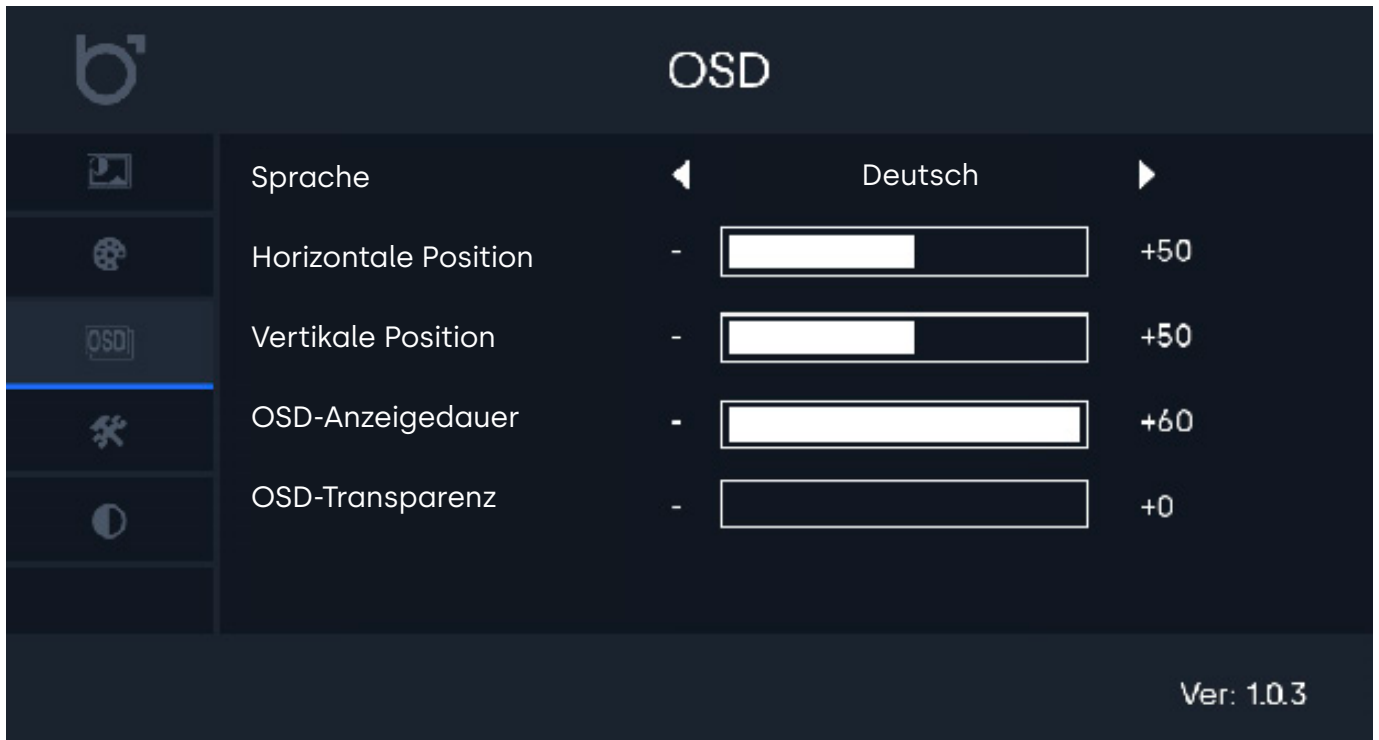 OSD
Sprache Deutsch
Horizontale Position - +50
OSD
Vertikale Position - +50
OSD-Anzeigedauer - +60
OSD-Transparenz - +0
Ver: 1.0.3